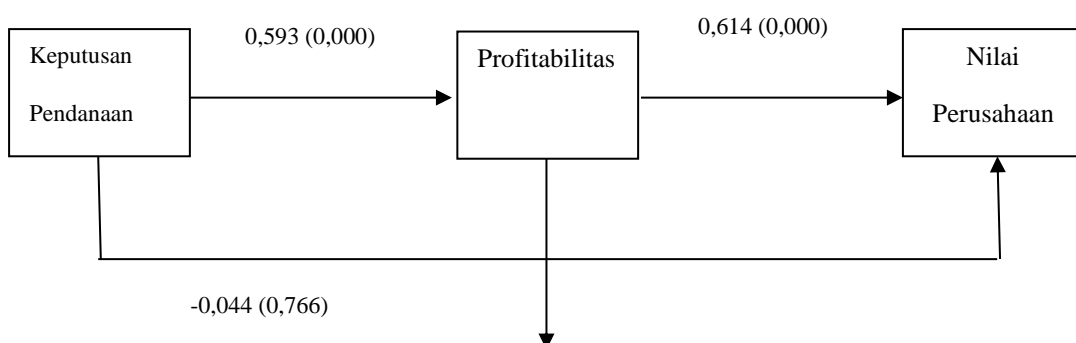 0,593 (0,000)
0,614 (0,000)
Keputusan
Pendanaan
Profitabilitas
Nilai
Perusahaan
-0,044 (0,766)